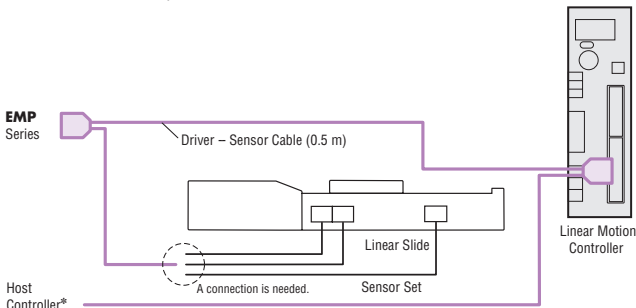 EMP
Series
Driver – Sensor Cable (0.5 m)
Linear Slide
Linear Motion
Controller
A connection is needed.
Sensor Set
Host
Controller*